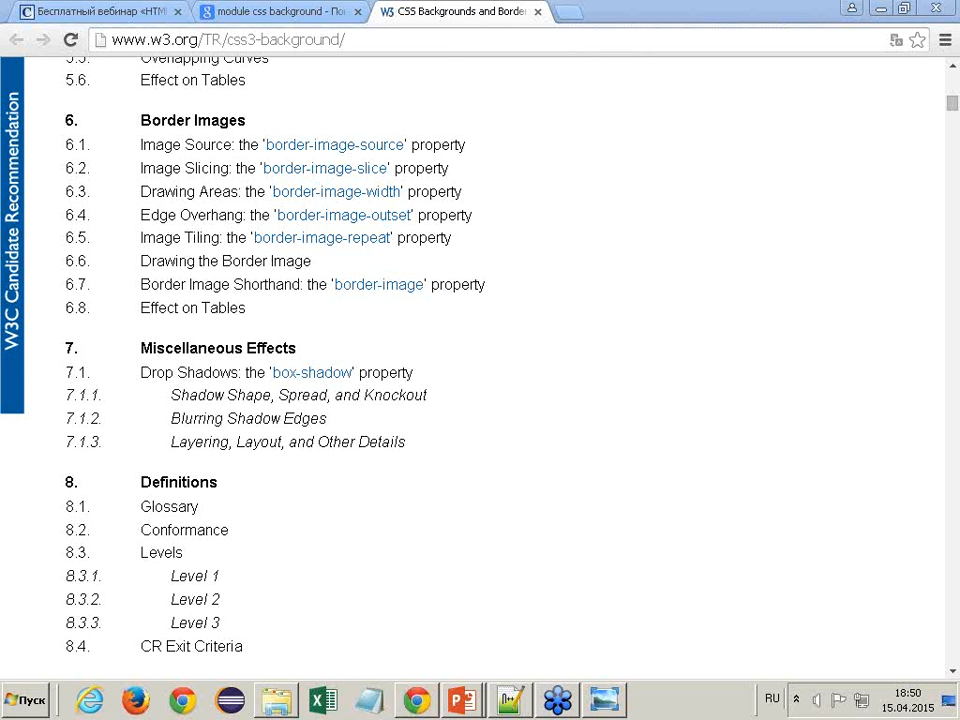 Бесплатный вебинар «HTML
module css background - По
CSS Backgrounds and Border
www.w3.org/TR/css3-background/
W3C Candidate Recommendation
5.5. Overlapping Curves
5.6. Effect on Tables
6. Border Images
6.1. Image Source: the 'border-image-source' property
6.2. Image Slicing: the 'border-image-slice' property
6.3. Drawing Areas: the 'border-image-width' property
6.4. Edge Overhang: the 'border-image-outset' property
6.5. Image Tiling: the 'border-image-repeat' property
6.6. Drawing the Border Image
6.7. Border Image Shorthand: the 'border-image' property
6.8. Effect on Tables
7. Miscellaneous Effects
7.1. Drop Shadows: the 'box-shadow' property
7.1.1. Shadow Shape, Spread, and Knockout
7.1.2. Blurring Shadow Edges
7.1.3. Layering, Layout, and Other Details
8. Definitions
8.1. Glossary
8.2. Conformance
8.3. Levels
8.3.1. Level 1
8.3.2. Level 2
8.3.3. Level 3
8.4. CR Exit Criteria
Пуск
RU
18:50
15.04.2015